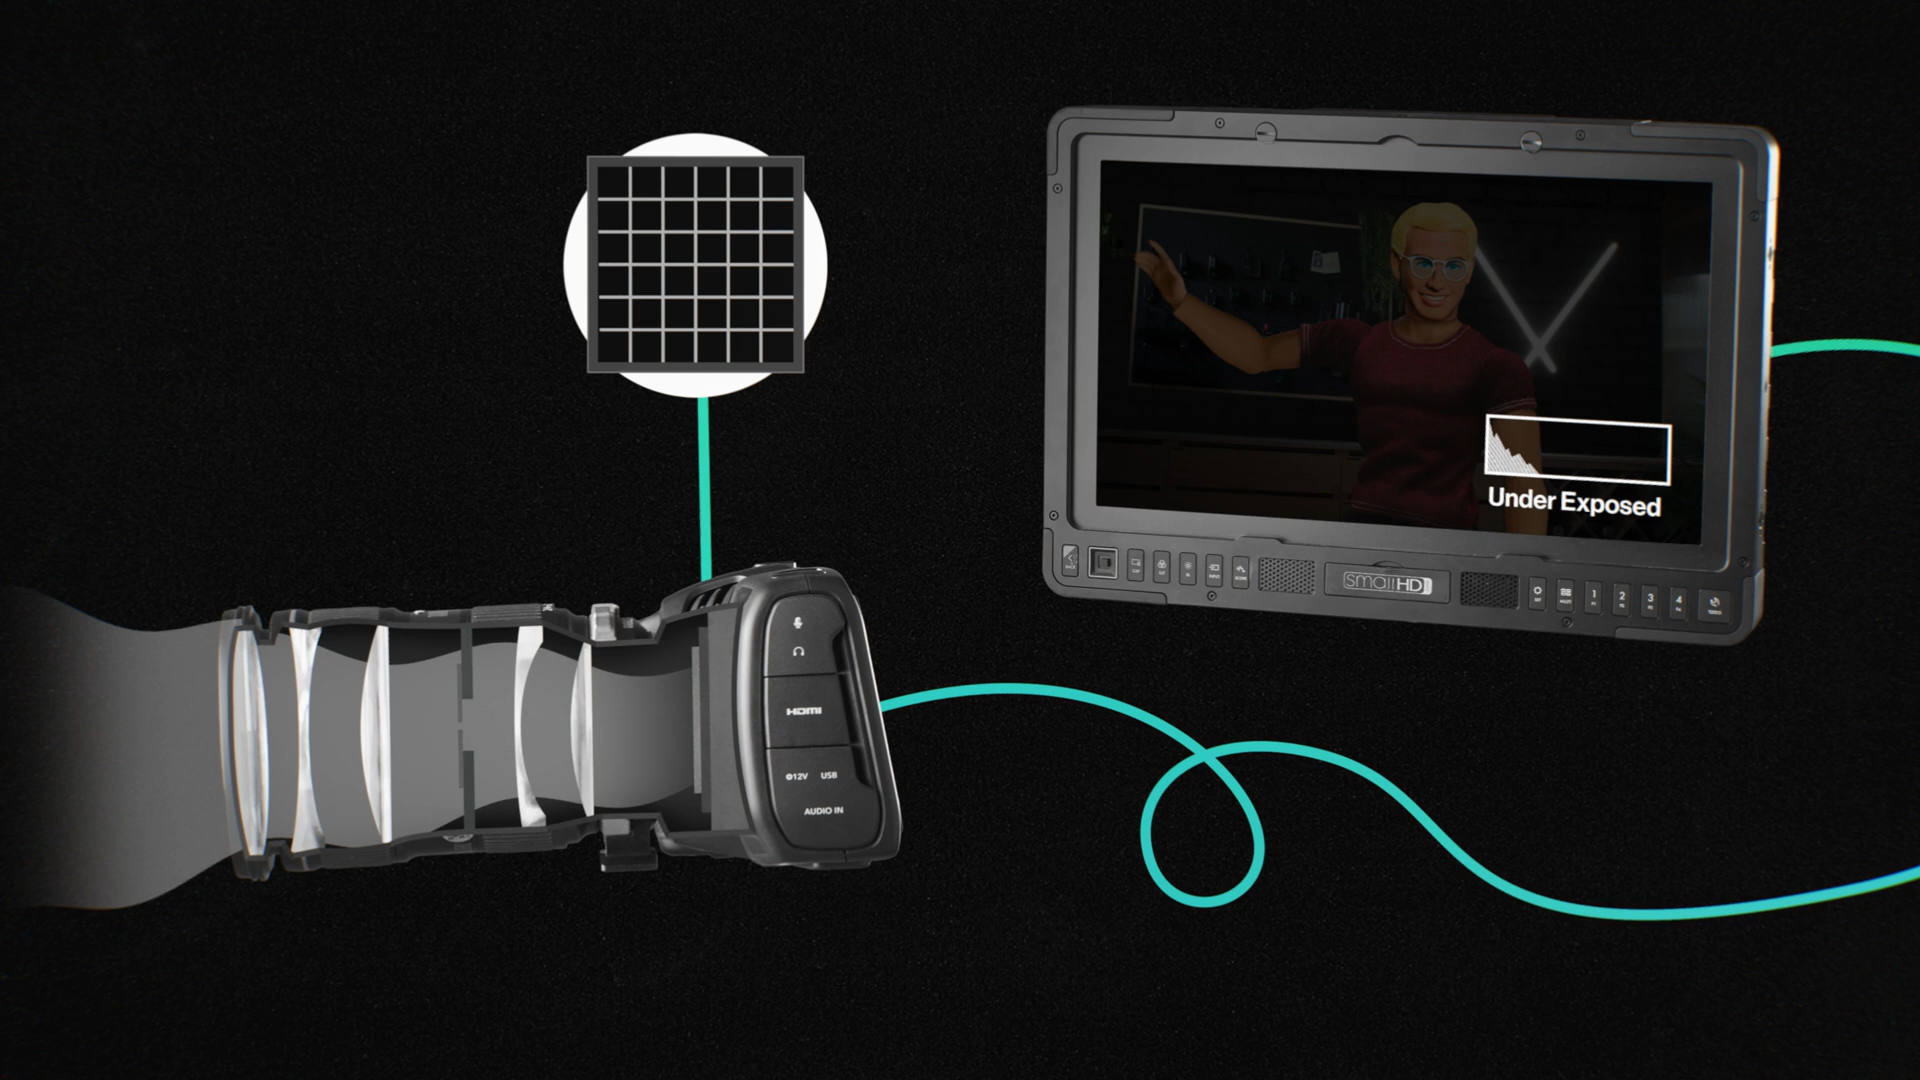 Under Exposed
smallHD
1
2
3
4
HDMI
12V USB
AUDIO IN